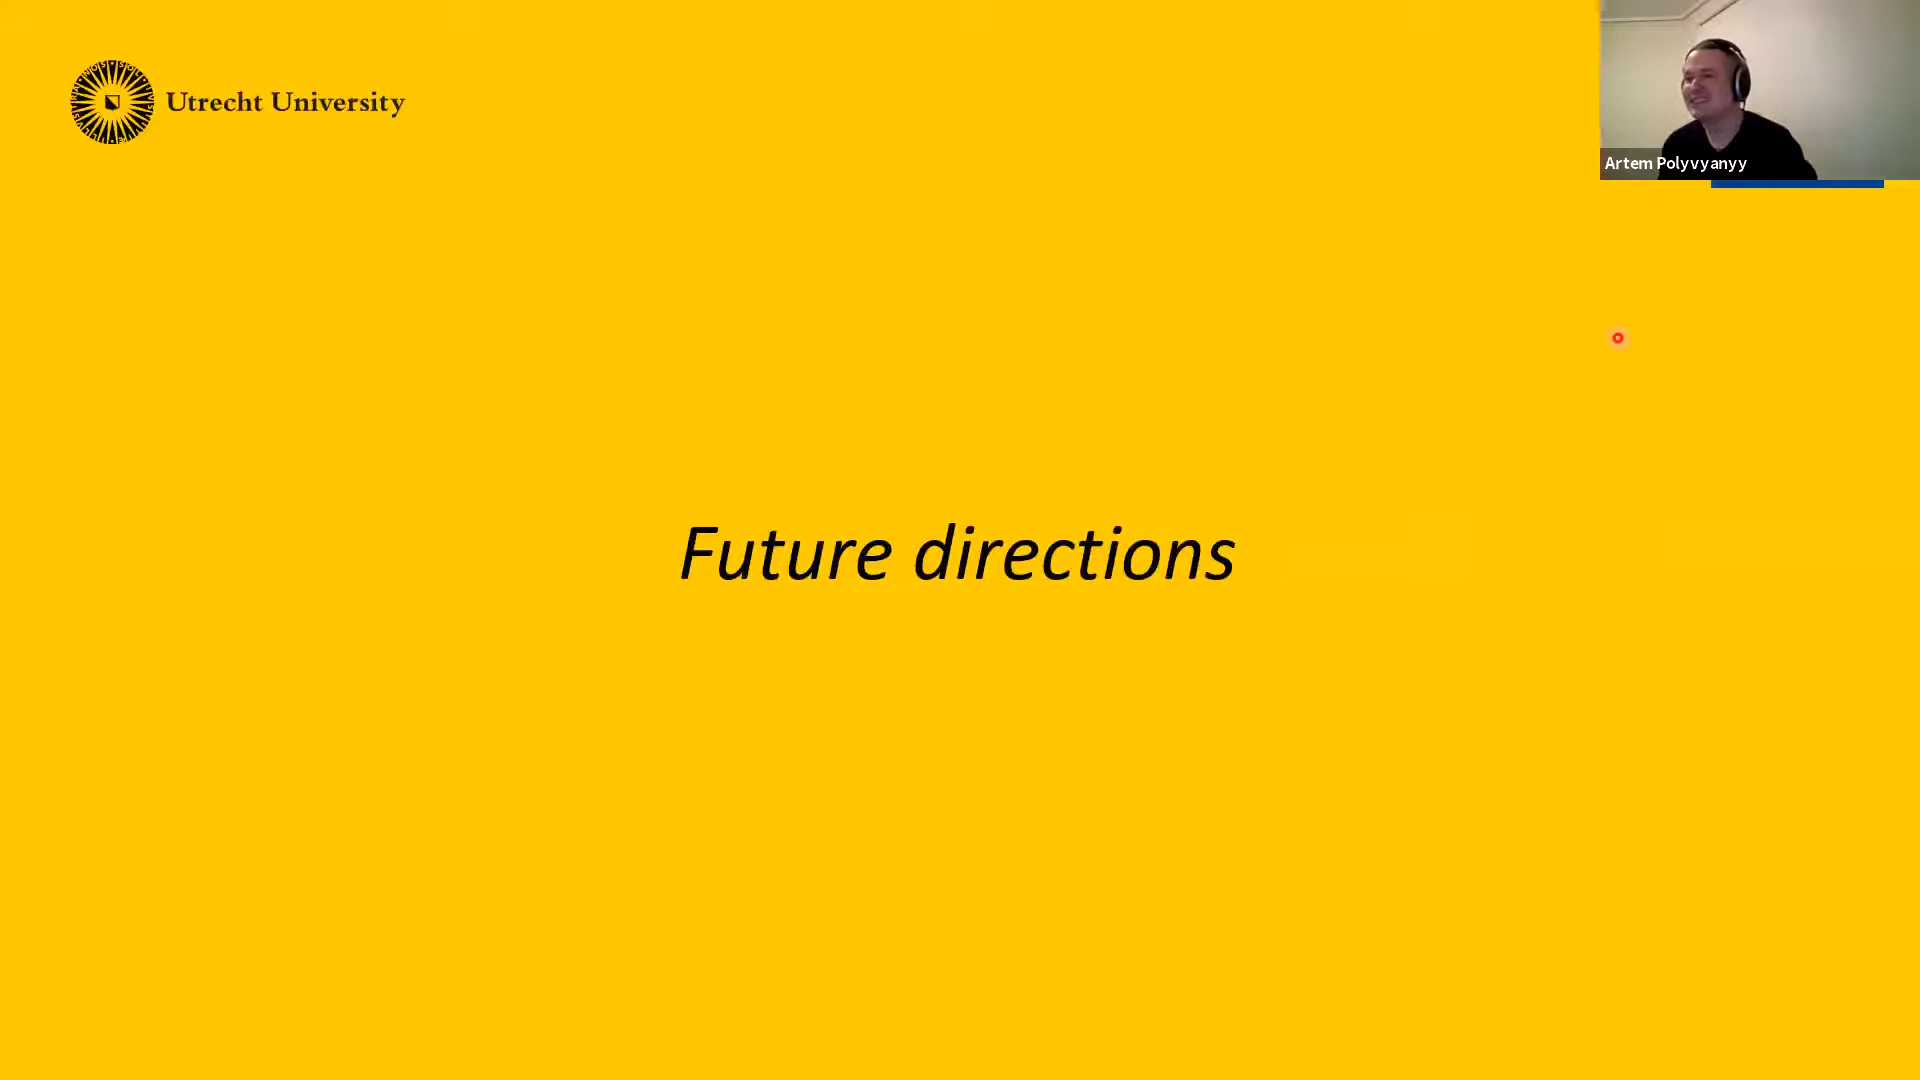 Utrecht University
Artem Polyvyanyy
Future directions